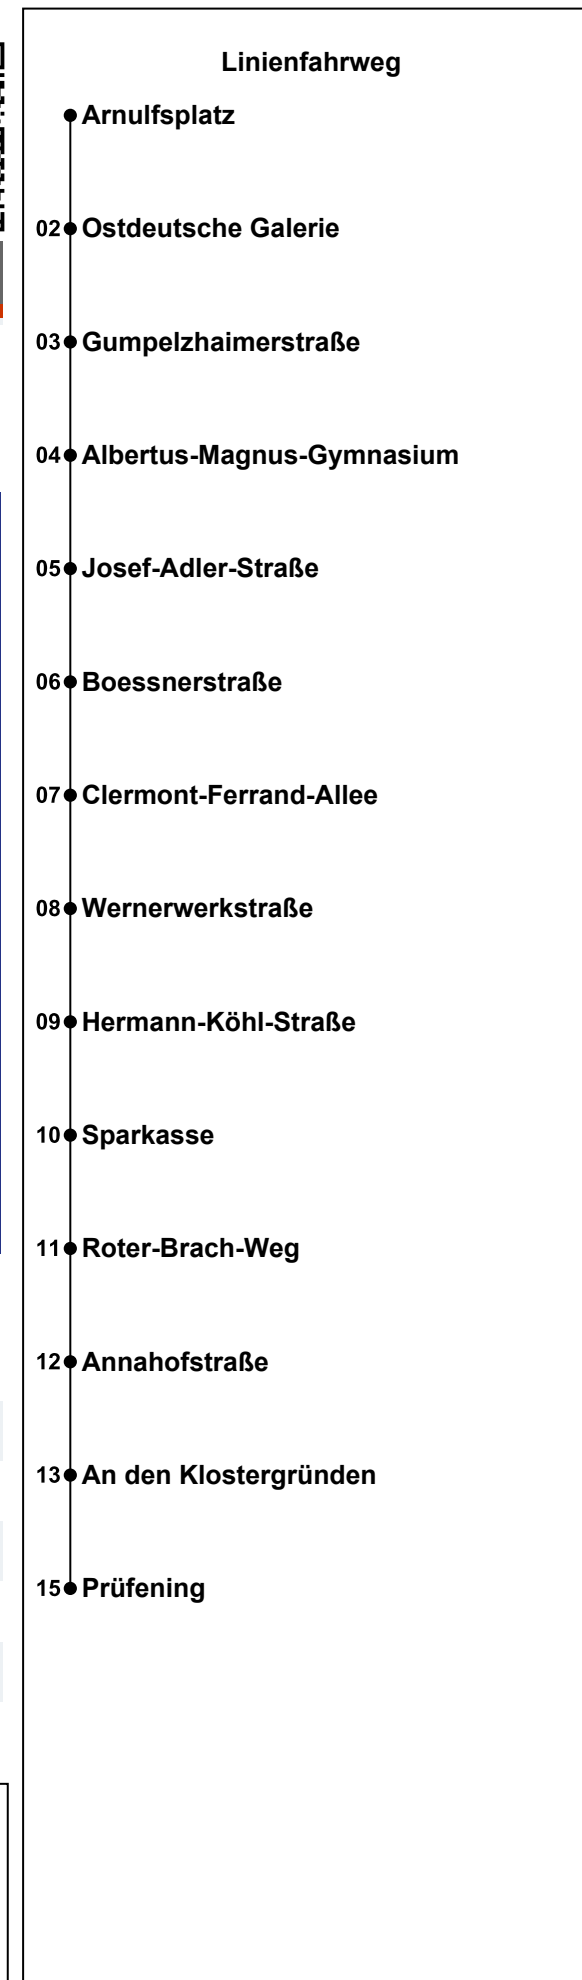 Linienfahrweg
Arnulfsplatz
02 Ostdeutsche Galerie
03 Gumpelzhaimerstraße
04 Albertus-Magnus-Gymnasium
05 Josef-Adler-Straße
06 Boessnerstraße
07 Clermont-Ferrand-Allee
08 Wernerwerkstraße
09 Hermann-Köhl-Straße
10 Sparkasse
11 Roter-Brach-Weg
12 Annahofstraße
13 An den Klostergründen
15 Prüfening